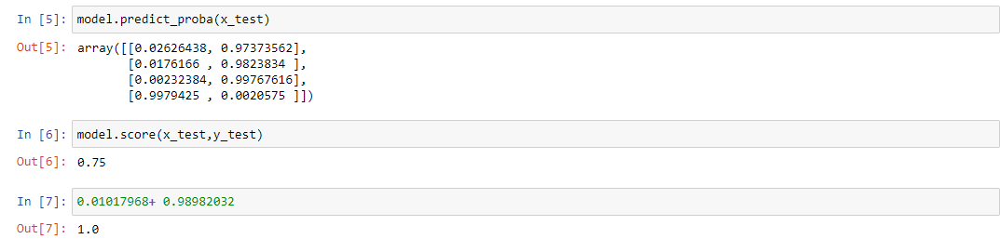 In [5]: model.predict_proba(x_test)
Out[5]: array([[0.02626438, 0.97373562],
[0.0176166 , 0.9823834 ],
[0.00232384, 0.99767616],
[0.9979425 , 0.0020575 ]])
In [6]: model.score(x_test,y_test)
Out[6]: 0.75
In [7]: 0.01017968+ 0.98982032
Out[7]: 1.0